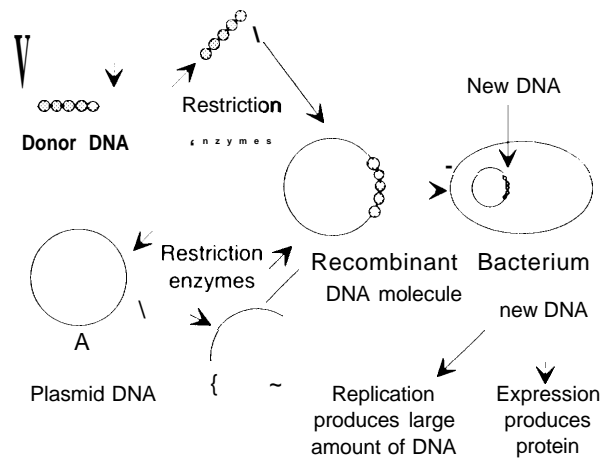 Donor DNA
Restriction
enzymes
New DNA
Restriction
enzymes
Recombinant
DNA molecule
Bacterium
A
Plasmid DNA
new DNA
Replication
produces large
amount of DNA
Expression
produces
protein